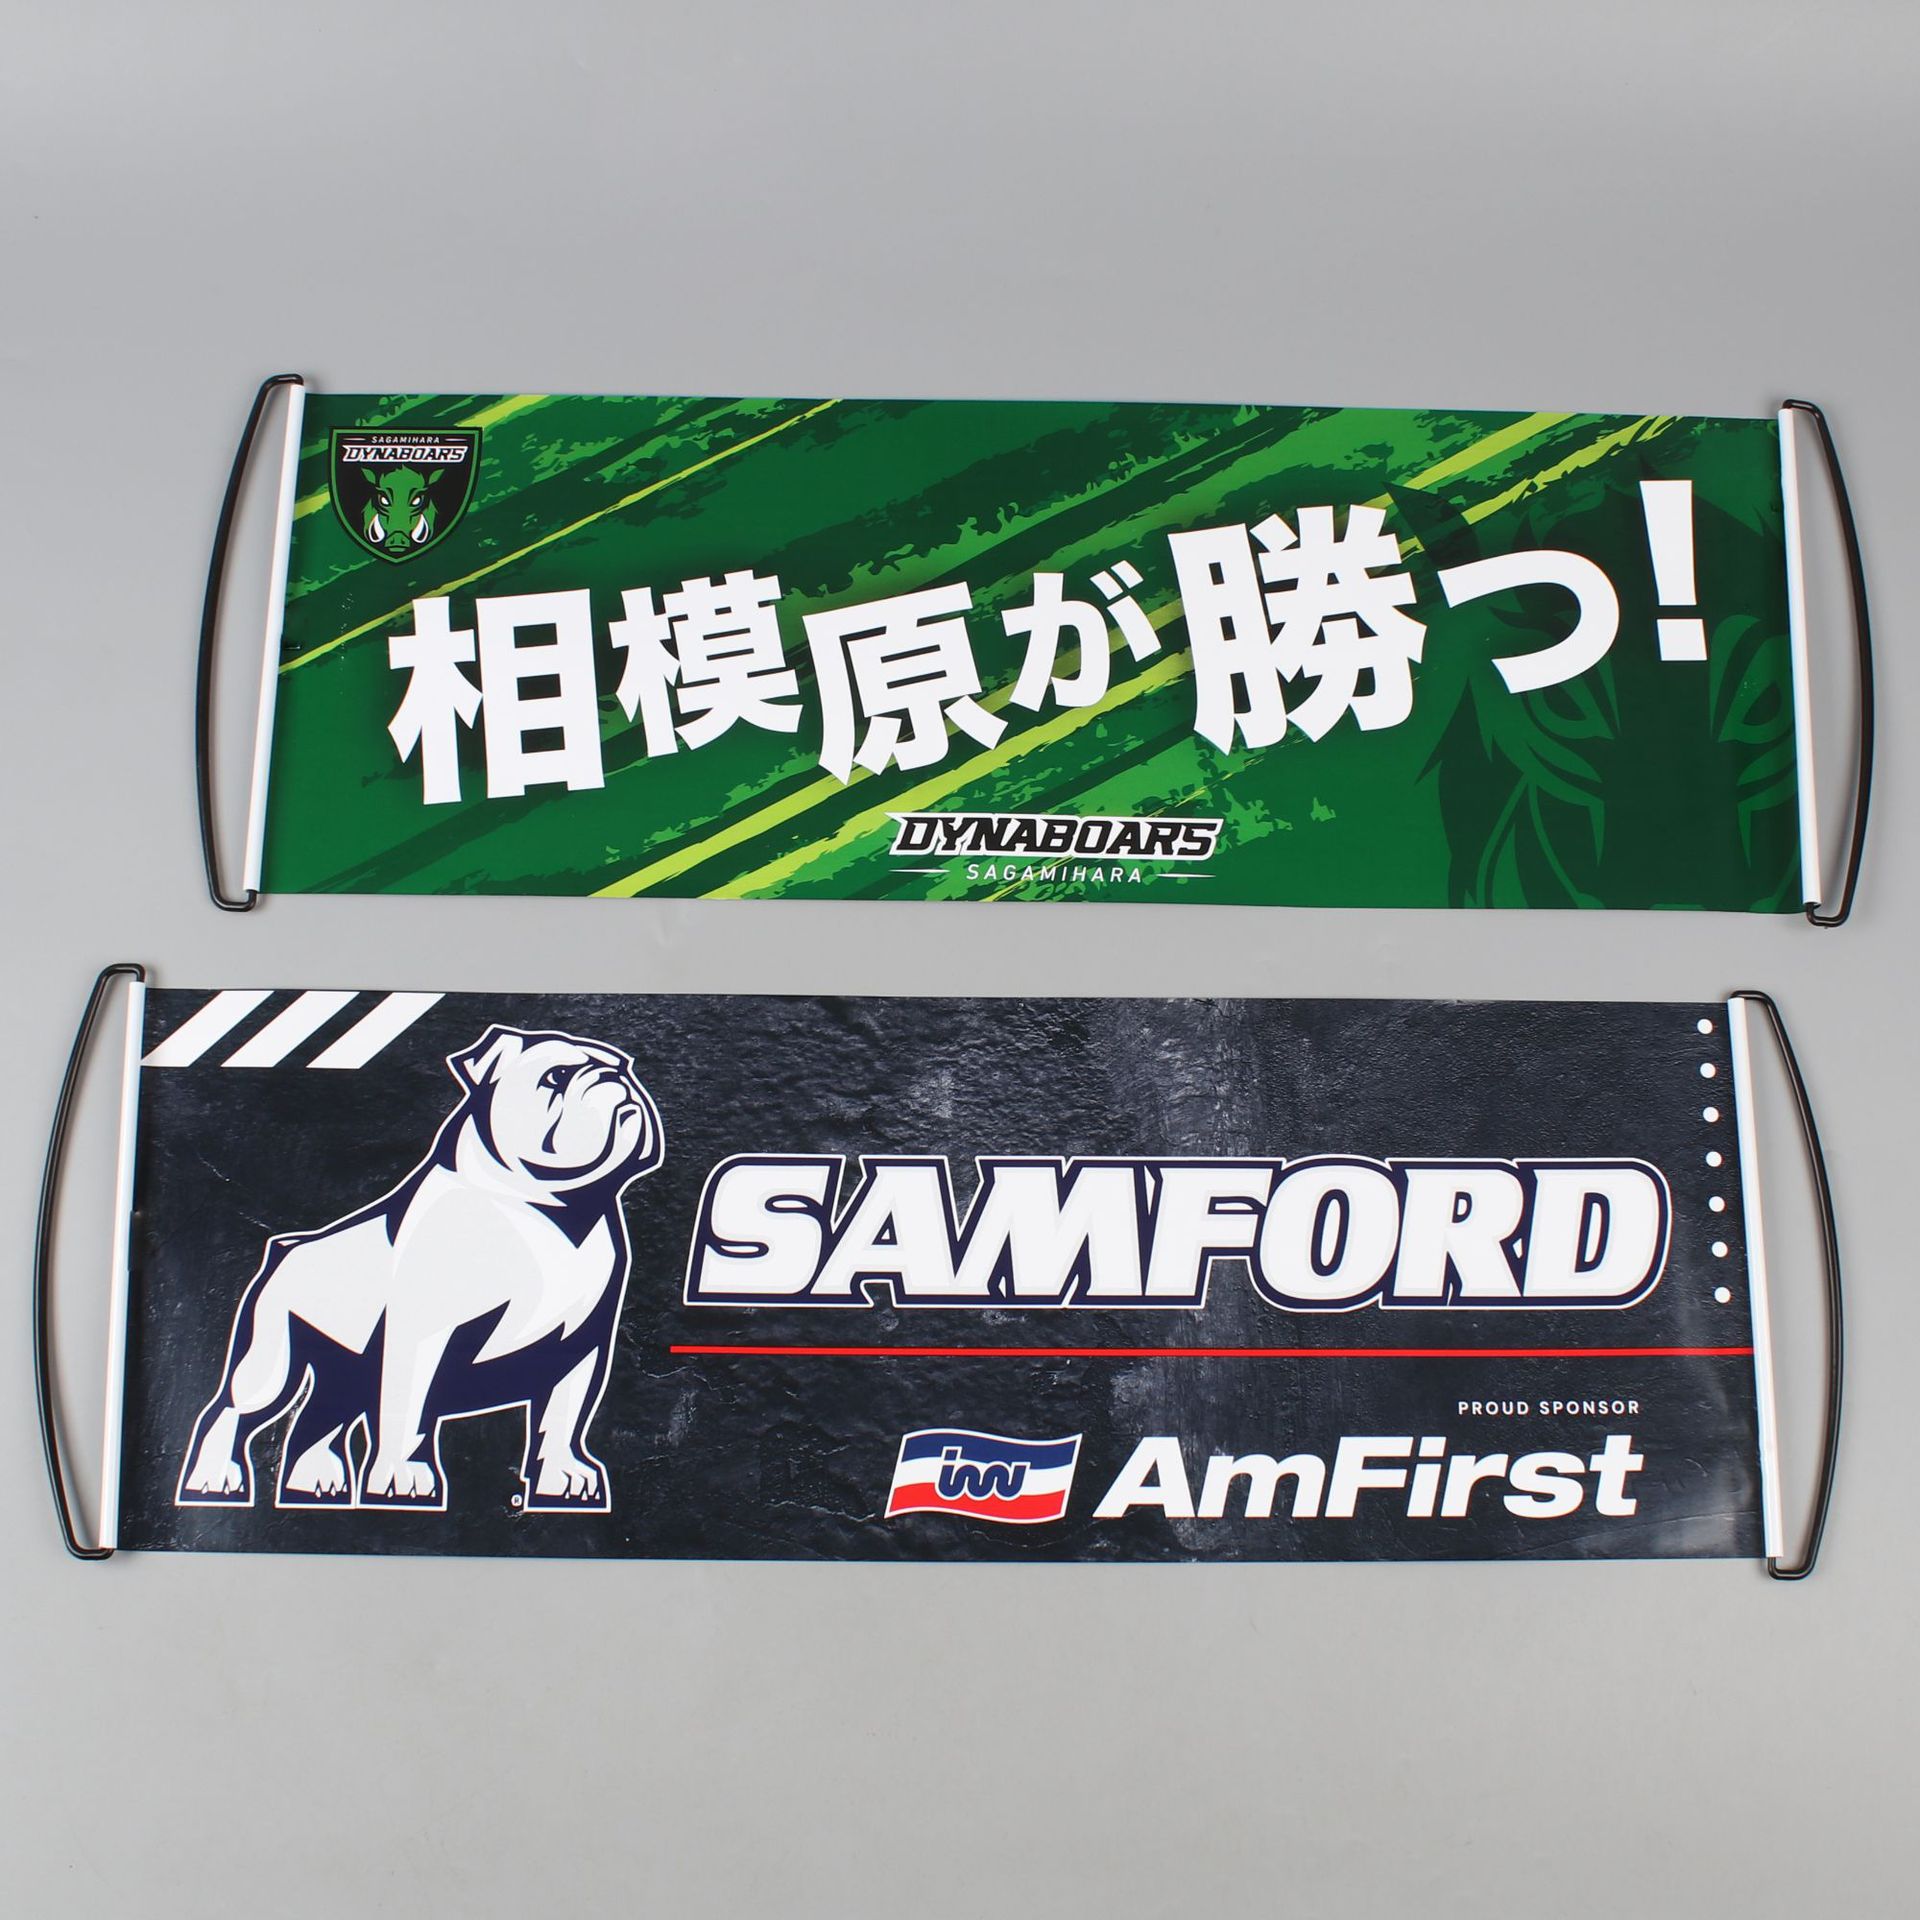 SAGAMIHARA
DYNABOARS
相模原が勝つ!
DYNABOARS
SAGAMIHARA
SAMFORD
PROUD SPONSOR
AmFirst
®